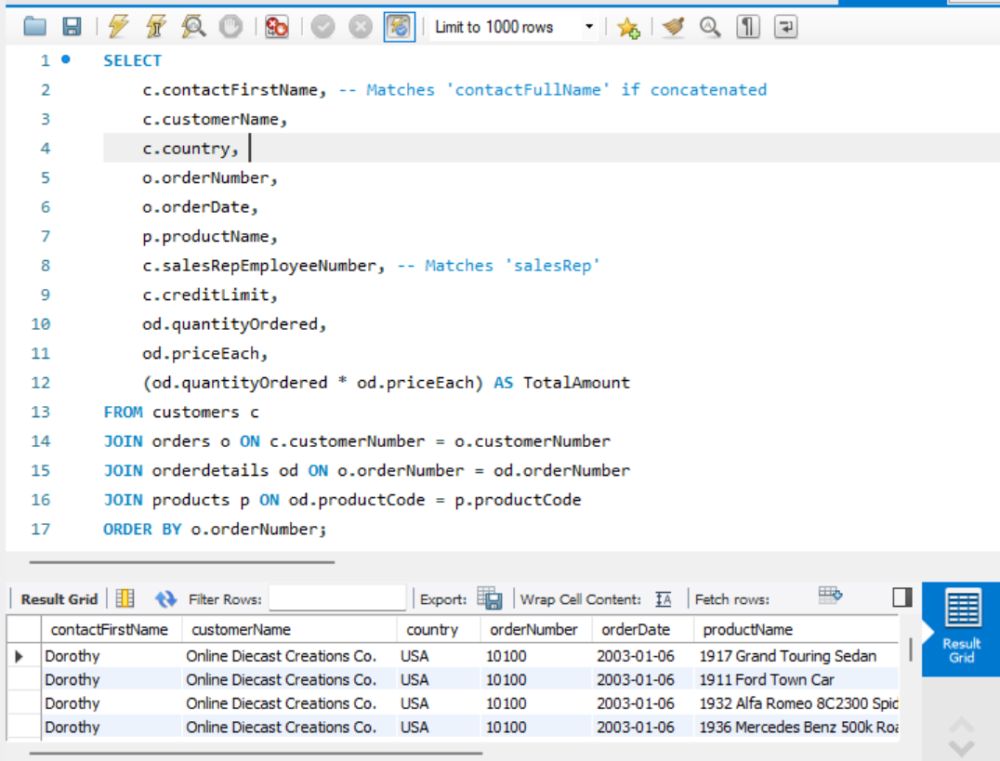 Limit to 1000 rows
1 SELECT
2 c.contactFirstName, -- Matches 'contactFullName' if concatenated
3 c.customerName,
4 c.country,
5 o.orderNumber,
6 o.orderDate,
7 p.productName,
8 c.salesRepEmployeeNumber, -- Matches 'salesRep'
9 c.creditLimit,
10 od.quantityOrdered,
11 od.priceEach,
12 (od.quantityOrdered * od.priceEach) AS TotalAmount
13 FROM customers c
14 JOIN orders o ON c.customerNumber = o.customerNumber
15 JOIN orderdetails od ON o.orderNumber = od.orderNumber
16 JOIN products p ON od.productCode = p.productCode
17 ORDER BY o.orderNumber;
Result Grid Filter Rows: Export: Wrap Cell Content: Fetch rows:
contactFirstName customerName country orderNumber orderDate productName
Dorothy Online Diecast Creations Co. USA 10100 2003-01-06 1917 Grand Touring Sedan
Dorothy Online Diecast Creations Co. USA 10100 2003-01-06 1911 Ford Town Car
Dorothy Online Diecast Creations Co. USA 10100 2003-01-06 1932 Alfa Romeo 8C2300 Spid
Dorothy Online Diecast Creations Co. USA 10100 2003-01-06 1936 Mercedes Benz 500k Roa
Result
Grid